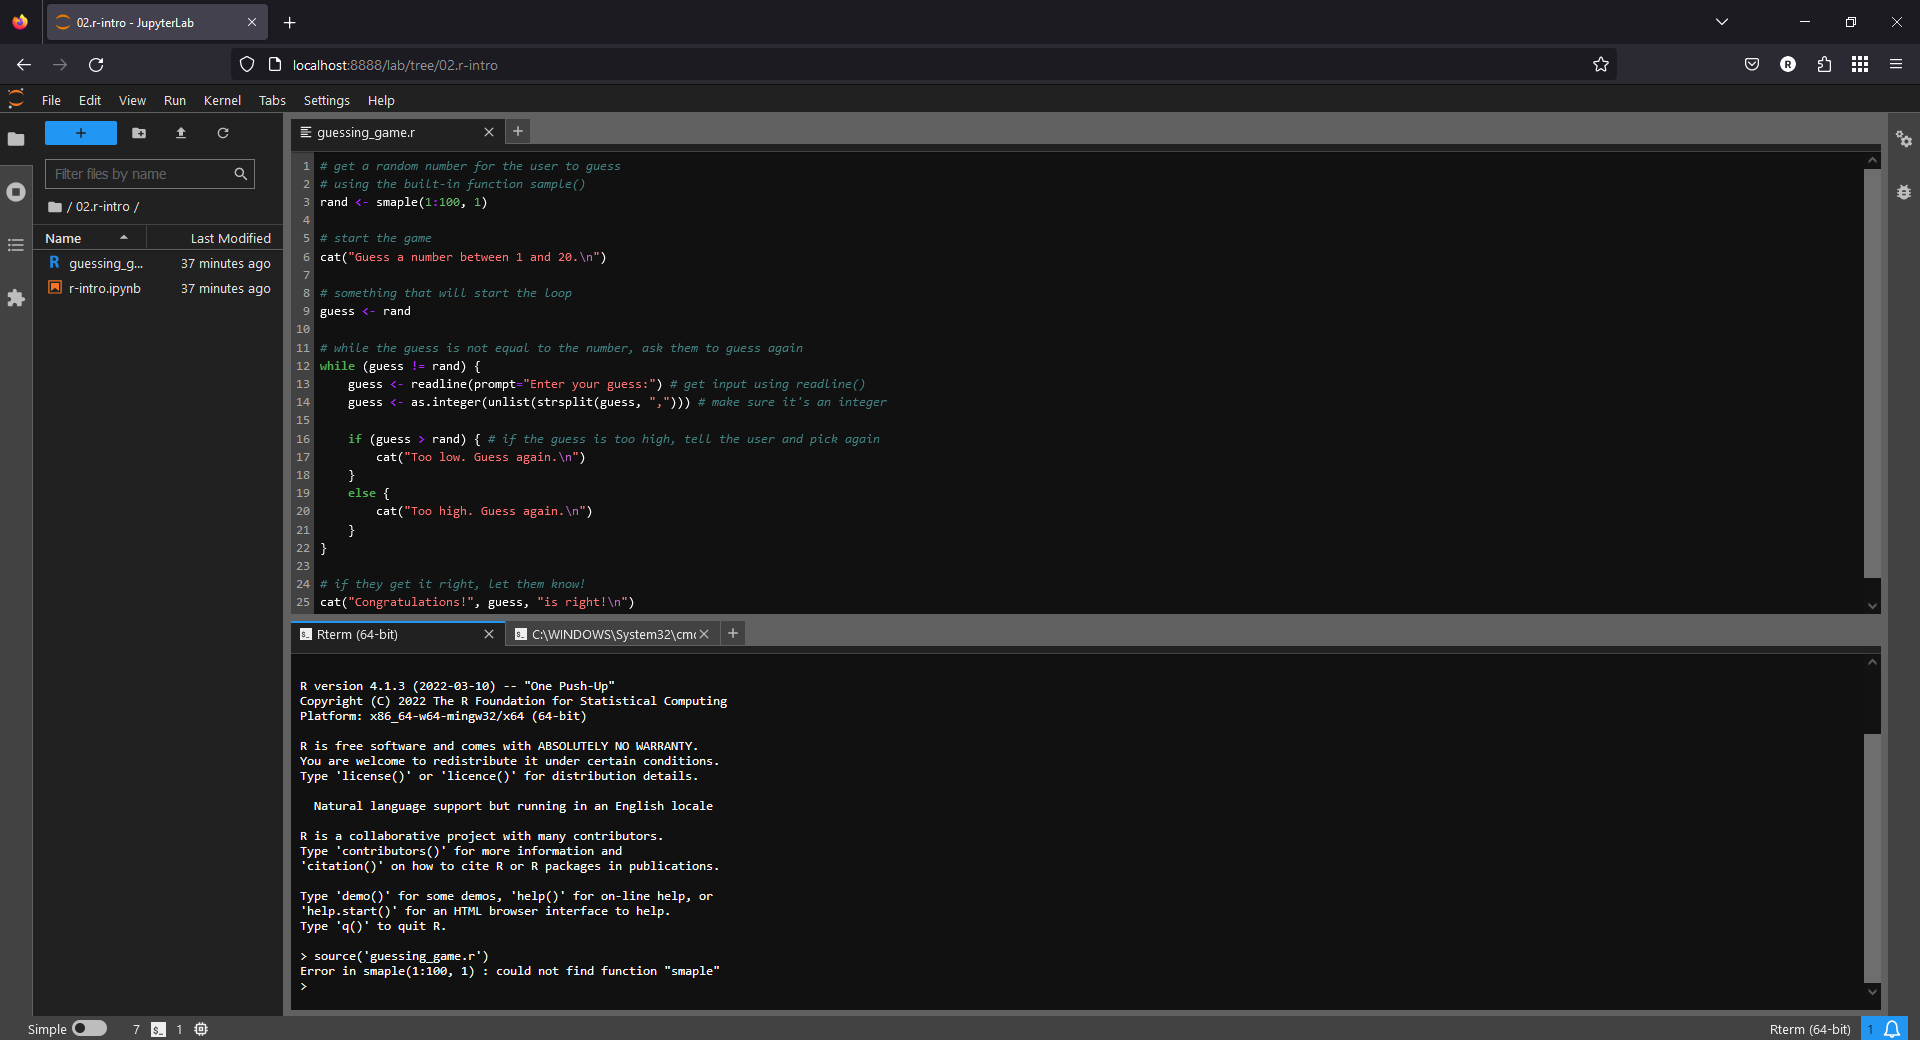 02.r-intro - JupyterLab
localhost:8888/lab/tree/02.r-intro
R
File Edit View Run Kernel Tabs Settings Help
+
Filter files by name
/ 02.r-intro /
Name Last Modified
R guessing_g... 37 minutes ago
r-intro.ipynb 37 minutes ago
guessing_game.r
1 # get a random number for the user to guess
2 # using the built-in function sample()
3 rand <- smaple(1:100, 1)
4
5 # start the game
6 cat("Guess a number between 1 and 20.\n")
7
8 # something that will start the loop
9 guess <- rand
10
11 # while the guess is not equal to the number, ask them to guess again
12 while (guess != rand) {
13     guess <- readline(prompt="Enter your guess:") # get input using readline()
14     guess <- as.integer(unlist(strsplit(guess, ","))) # make sure it's an integer
15
16     if (guess > rand) { # if the guess is too high, tell the user and pick again
17         cat("Too low. Guess again.\n")
18     }
19     else {
20         cat("Too high. Guess again.\n")
21     }
22 }
23
24 # if they get it right, let them know!
25 cat("Congratulations!", guess, "is right!\n")
Rterm (64-bit) C:\WINDOWS\System32\cmd
R version 4.1.3 (2022-03-10) -- "One Push-Up"
Copyright (C) 2022 The R Foundation for Statistical Computing
Platform: x86_64-w64-mingw32/x64 (64-bit)
R is free software and comes with ABSOLUTELY NO WARRANTY.
You are welcome to redistribute it under certain conditions.
Type 'license()' or 'licence()' for distribution details.
Natural language support but running in an English locale
R is a collaborative project with many contributors.
Type 'contributors()' for more information and
'citation()' on how to cite R or R packages in publications.
Type 'demo()' for some demos, 'help()' for on-line help, or
'help.start()' for an HTML browser interface to help.
Type 'q()' to quit R.
> source('guessing_game.r')
Error in smaple(1:100, 1) : could not find function "smaple"
>
Simple 7 $_ 1 Rterm (64-bit) 1